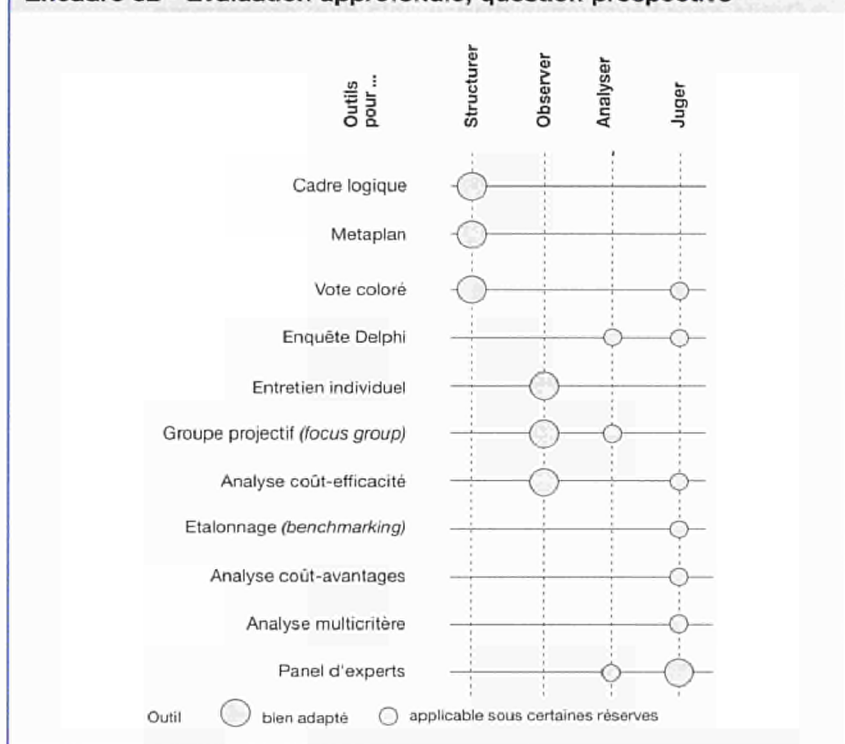 Outils
pour ...
Structurer
Observer
Analyser
Juger
Cadre logique
Metaplan
Vote coloré
Enquête Delphi
Entretien individuel
Groupe projectif (focus group)
Analyse coût-efficacité
Etalonnage (benchmarking)
Analyse coût-avantages
Analyse multicritère
Panel d'experts
Outil bien adapté applicable sous certaines réserves